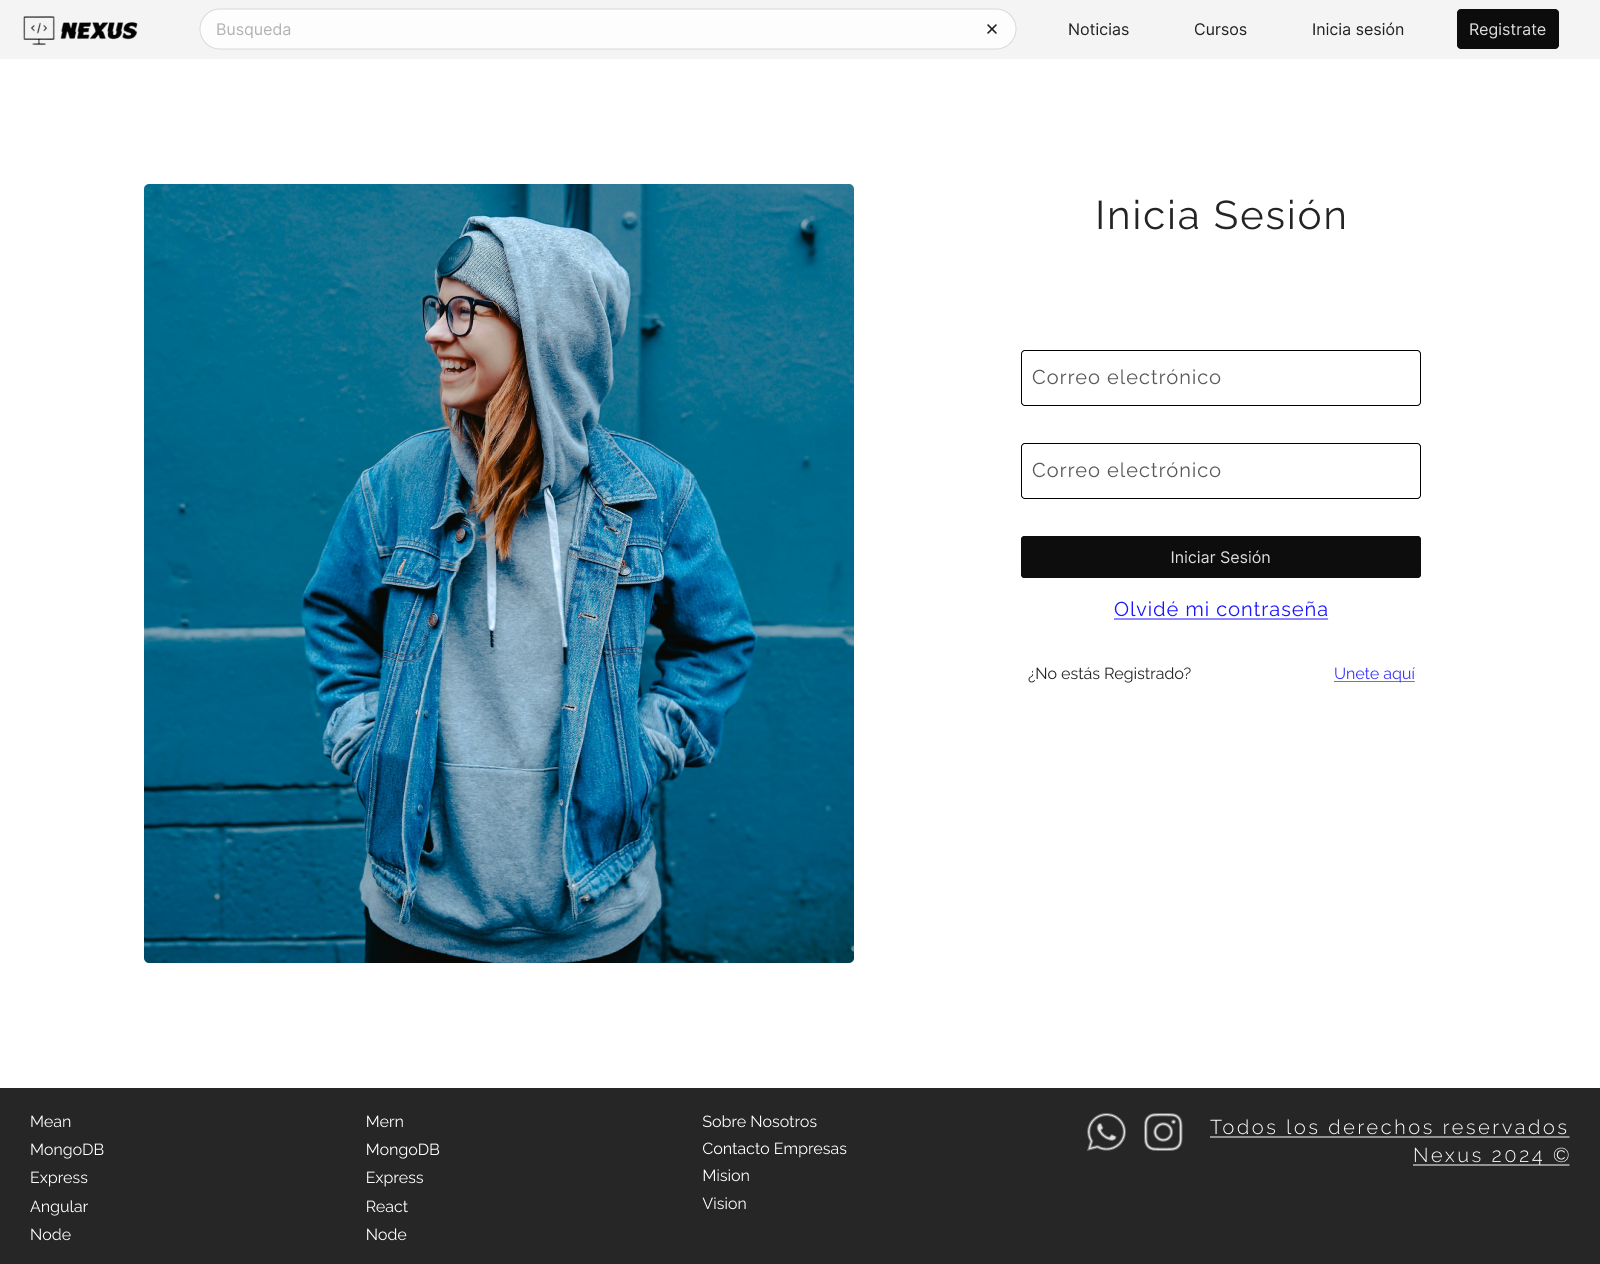 </> NEXUS
Busqueda
Noticias
Cursos
Inicia sesión
Registrate
Inicia Sesión
Correo electrónico
Correo electrónico
Iniciar Sesión
Olvidé mi contraseña
¿No estás Registrado? Unete aquí
Mean
MongoDB
Express
Angular
Node
Mern
MongoDB
Express
React
Node
Sobre Nosotros
Contacto Empresas
Mision
Vision
Todos los derechos reservados
Nexus 2024 ©